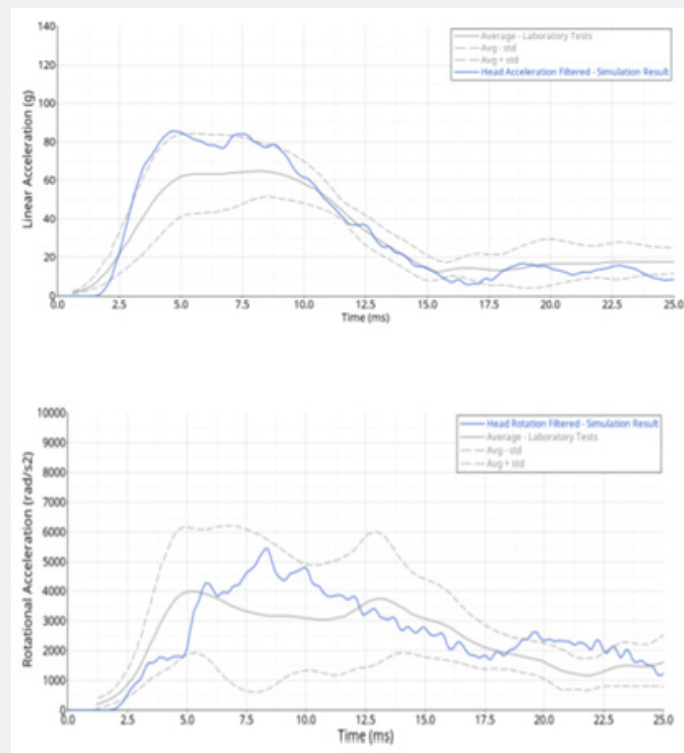 140
120
100
80
60
40
20
0
Linear Acceleration (g)
Average - Laboratory Tests
Avg - std
Avg + std
Head Acceleration Filtered - Simulation Result
0.0 2.5 5.0 7.5 10.0 12.5 15.0 17.5 20.0 22.5 25.0
Time (ms)
10000
9000
8000
7000
6000
5000
4000
3000
2000
1000
0
Rotational Acceleration (rad/s2)
Head Rotation Filtered - Simulation Result
Average - Laboratory Tests
Avg - std
Avg + std
0.0 2.5 5.0 7.5 10.0 12.5 15.0 17.5 20.0 22.5 25.0
Time (ms)